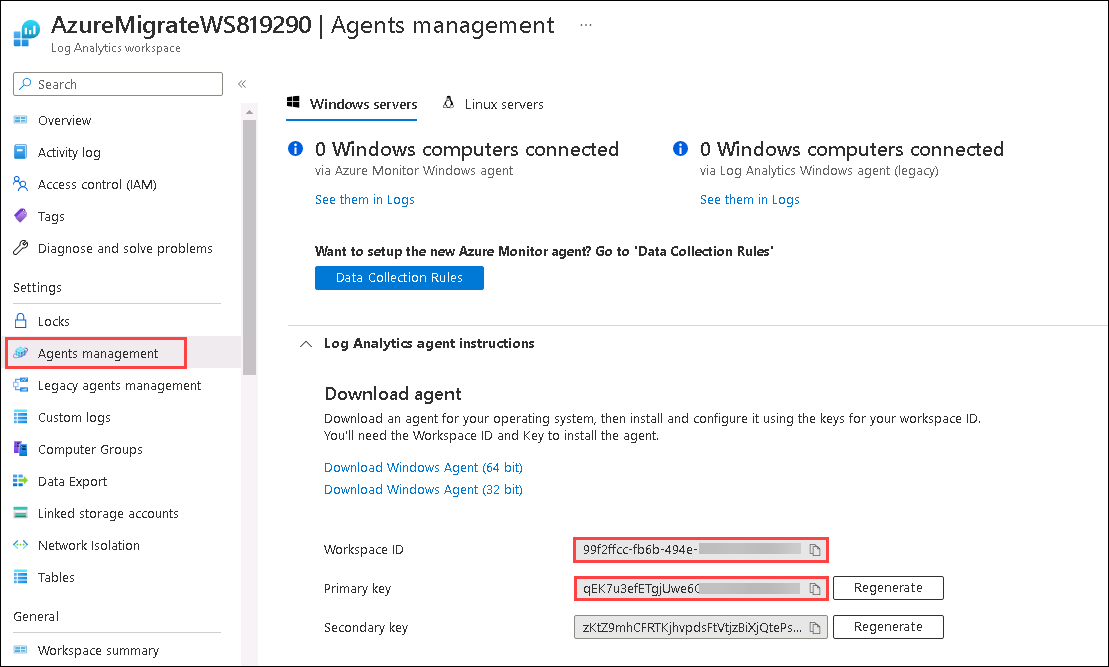 AzureMigrateWS819290 | Agents management ...
Log Analytics workspace
Search
«
Overview
Activity log
Access control (IAM)
Tags
Diagnose and solve problems
Settings
Locks
Agents management
Legacy agents management
Custom logs
Computer Groups
Data Export
Linked storage accounts
Network Isolation
Tables
General
Workspace summary
Windows servers
Linux servers
0 Windows computers connected
via Azure Monitor Windows agent
See them in Logs
0 Windows computers connected
via Log Analytics Windows agent (legacy)
See them in Logs
Want to setup the new Azure Monitor agent? Go to 'Data Collection Rules'
Data Collection Rules
Log Analytics agent instructions
Download agent
Download an agent for your operating system, then install and configure it using the keys for your workspace ID.
You'll need the Workspace ID and Key to install the agent.
Download Windows Agent (64 bit)
Download Windows Agent (32 bit)
Workspace ID
99f2ffcc-fb6b-494e-
Primary key
qEK7u3efETgjUwe6
Regenerate
Secondary key
zKtZ9mhCFRTKjhvpdsFtVtjzBiXjQtePs...
Regenerate